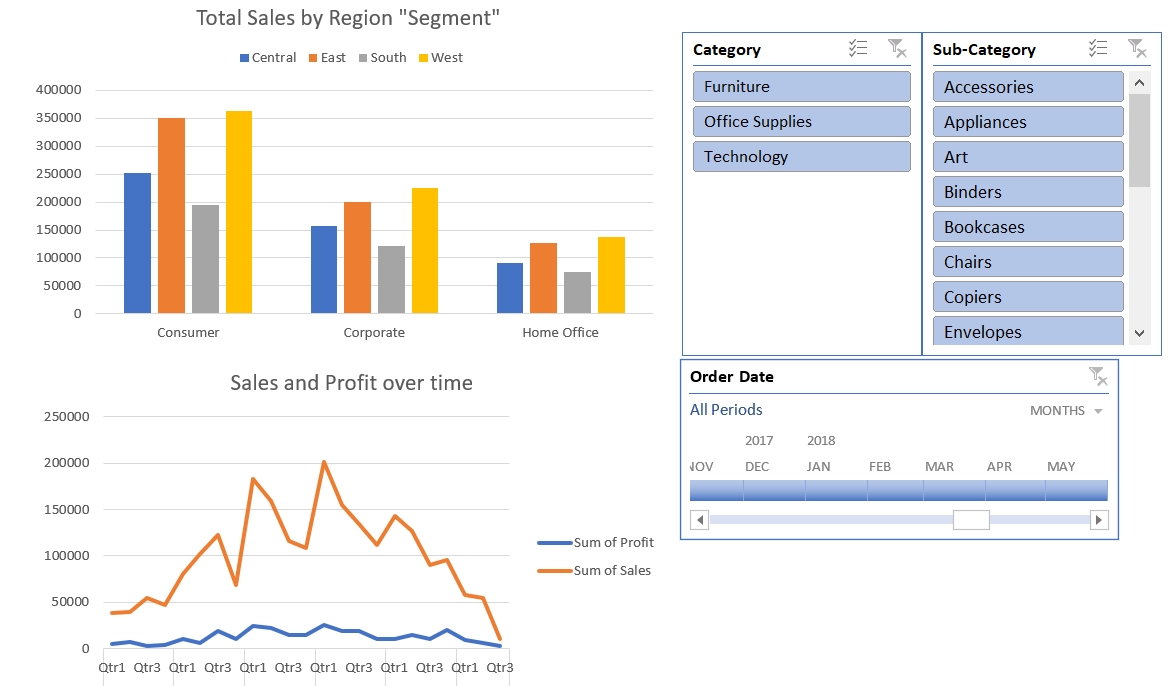 Total Sales by Region "Segment"
Central East South West
400000
350000
300000
250000
200000
150000
100000
50000
0
Consumer Corporate Home Office
Category
Furniture
Office Supplies
Technology
Sub-Category
Accessories
Appliances
Art
Binders
Bookcases
Chairs
Copiers
Envelopes
Sales and Profit over time
250000
200000
150000
100000
50000
0
Qtr1 Qtr3 Qtr1 Qtr3 Qtr1 Qtr3 Qtr1 Qtr3 Qtr1 Qtr3 Qtr1 Qtr3
Sum of Profit
Sum of Sales
Order Date
All Periods MONTHS
2017 2018
NOV DEC JAN FEB MAR APR MAY